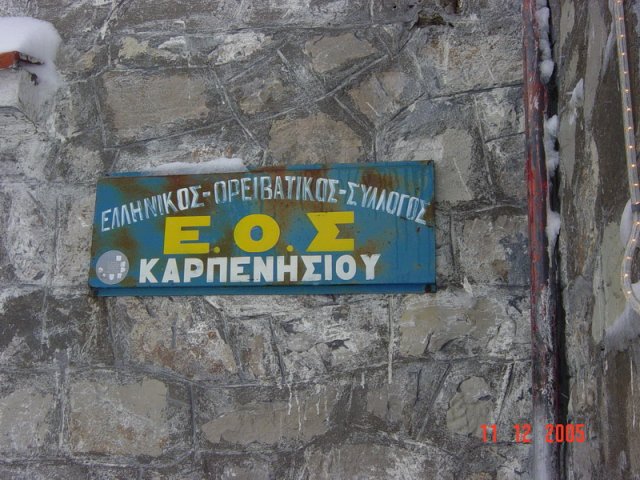 ΕΛΛΗΝΙΚΟΣ-ΟΡΕΙΒΑΤΙΚΟΣ-ΣΥΛΛΟΓΟΣ
Ε.Ο.Σ
ΚΑΡΠΕΝΗΣΙΟΥ
17 12 2005